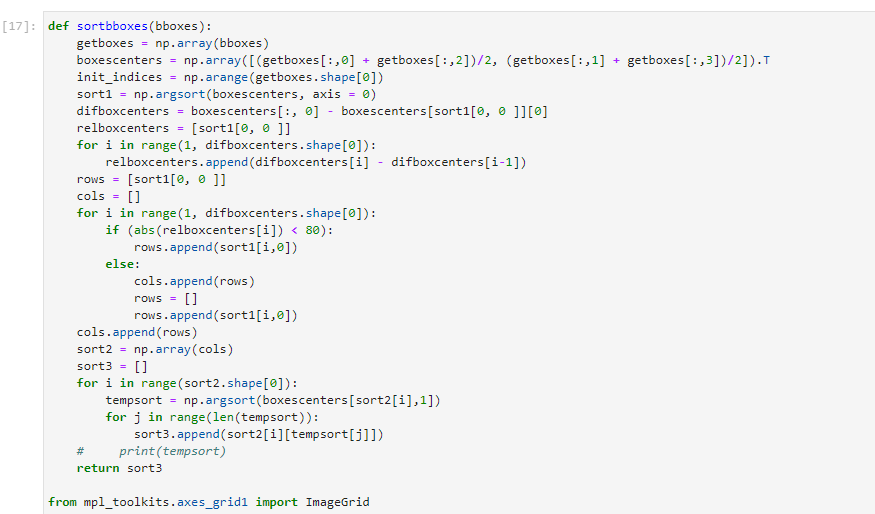 [17]: def sortbboxes(bboxes):
    getboxes = np.array(bboxes)
    boxescenters = np.array([(getboxes[:,0] + getboxes[:,2])/2, (getboxes[:,1] + getboxes[:,3])/2]).T
    init_indices = np.arange(getboxes.shape[0])
    sort1 = np.argsort(boxescenters, axis = 0)
    difboxcenters = boxescenters[:, 0] - boxescenters[sort1[0, 0 ]][0]
    relboxcenters = [sort1[0, 0 ]]
    for i in range(1, difboxcenters.shape[0]):
        relboxcenters.append(difboxcenters[i] - difboxcenters[i-1])
    rows = [sort1[0, 0 ]]
    cols = []
    for i in range(1, difboxcenters.shape[0]):
        if (abs(relboxcenters[i]) < 80):
            rows.append(sort1[i,0])
        else:
            cols.append(rows)
            rows = []
            rows.append(sort1[i,0])
    cols.append(rows)
    sort2 = np.array(cols)
    sort3 = []
    for i in range(sort2.shape[0]):
        tempsort = np.argsort(boxescenters[sort2[i],1])
        for j in range(len(tempsort)):
            sort3.append(sort2[i][tempsort[j]])
    #     print(tempsort)
    return sort3

from mpl_toolkits.axes_grid1 import ImageGrid